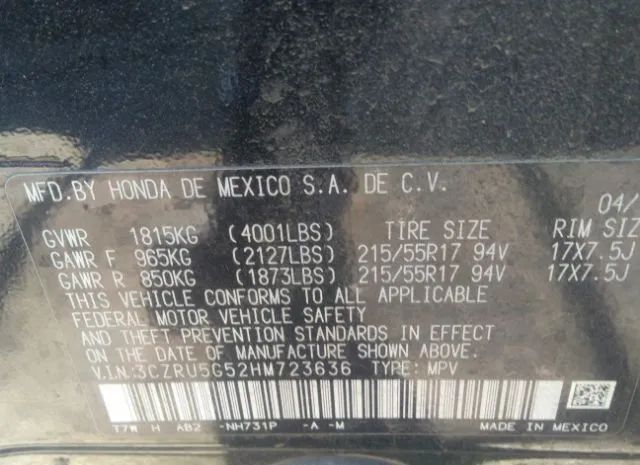 MFD.BY HONDA DE MEXICO S.A. DE C.V.
04/
GVWR 1815KG (4001LBS) TIRE SIZE RIM SIZE
GAWR F 965KG (2127LBS) 215/55R17 94V 17X7.5J
GAWR R 850KG (1873LBS) 215/55R17 94V 17X7.5J
THIS VEHICLE CONFORMS TO ALL APPLICABLE
FEDERAL MOTOR VEHICLE SAFETY
AND THEFT PREVENTION STANDARDS IN EFFECT
ON THE DATE OF MANUFACTURE SHOWN ABOVE.
V.I.N:3CZRU5G52HM723636 TYPE: MPV
T7W H AB2 -NH731P -A -M
MADE IN MEXICO